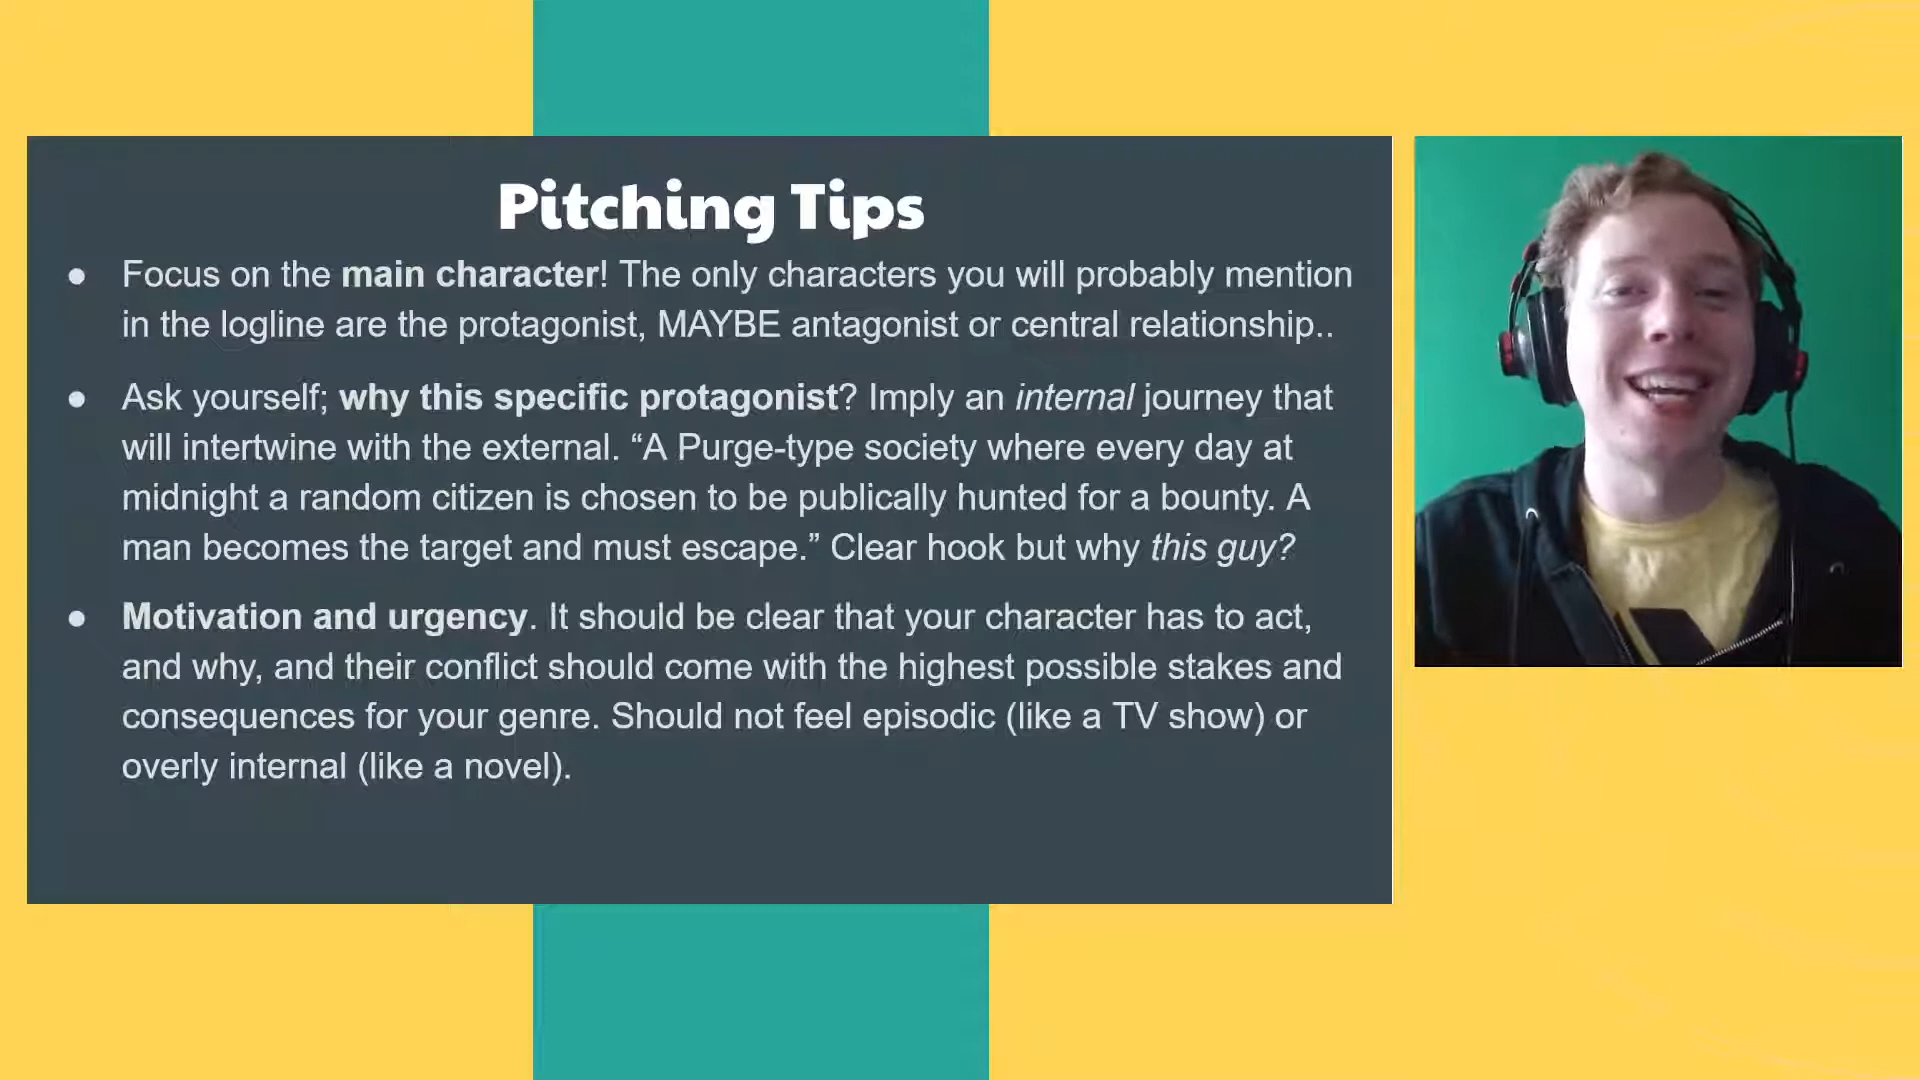 Pitching Tips
● Focus on the main character! The only characters you will probably mention
in the logline are the protagonist, MAYBE antagonist or central relationship..
● Ask yourself; why this specific protagonist? Imply an internal journey that
will intertwine with the external. “A Purge-type society where every day at
midnight a random citizen is chosen to be publically hunted for a bounty. A
man becomes the target and must escape.” Clear hook but why this guy?
● Motivation and urgency. It should be clear that your character has to act,
and why, and their conflict should come with the highest possible stakes and
consequences for your genre. Should not feel episodic (like a TV show) or
overly internal (like a novel).